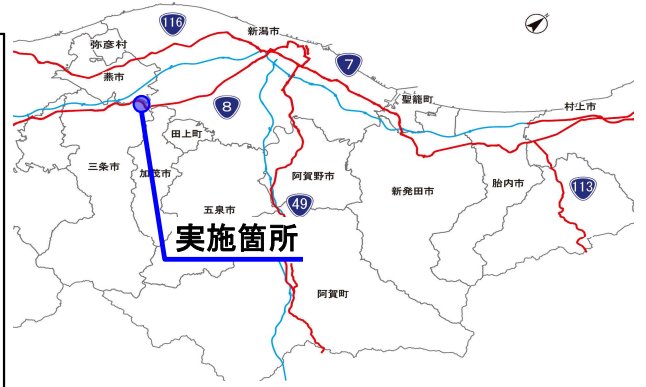 116
新潟市
弥彦村
7
燕市
聖籠町
8
村上市
田上町
三条市
加茂市
阿賀野市
新発田市
胎内市
113
五泉市
49
実施箇所
阿賀町